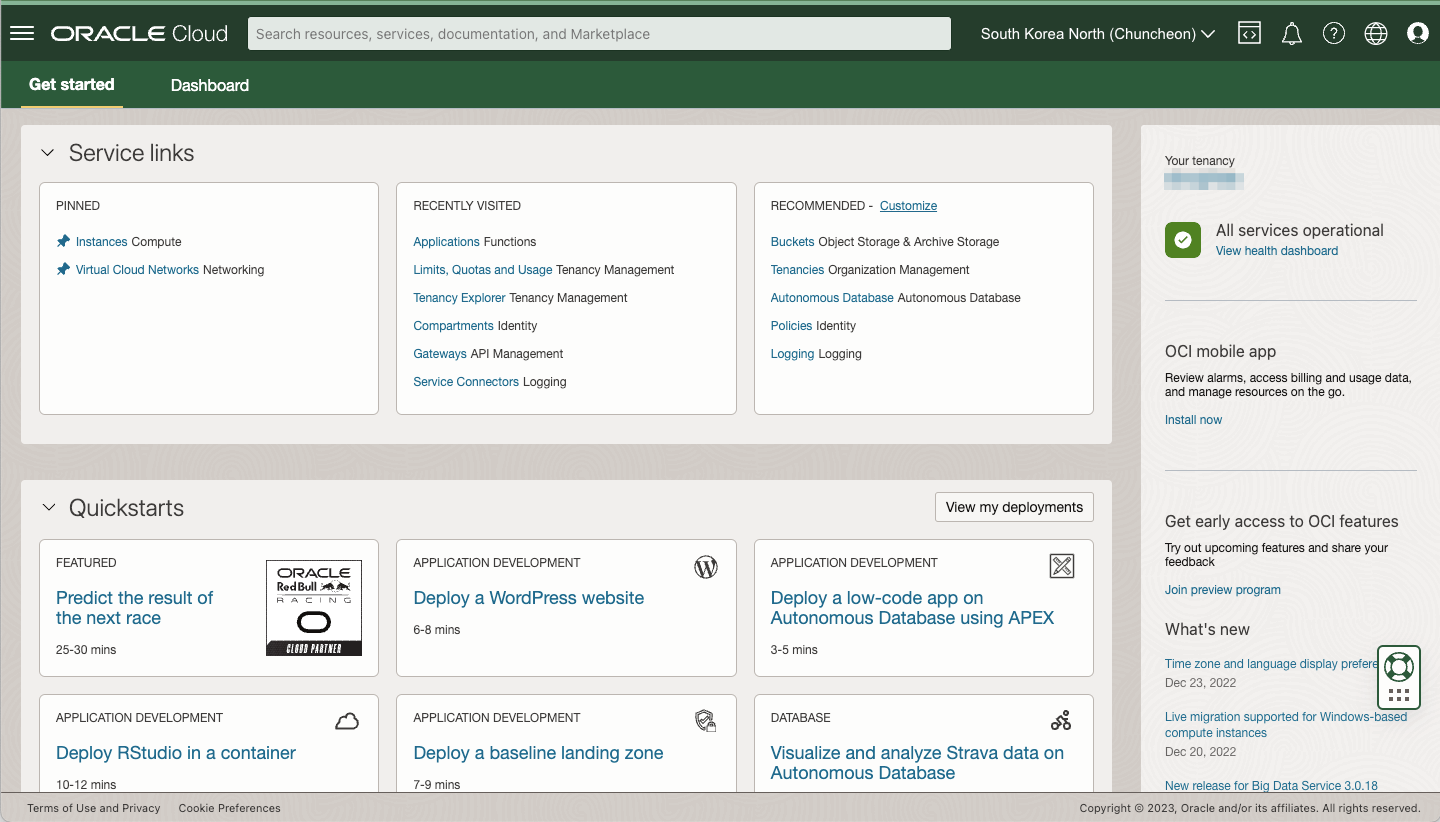 ORACLE Cloud
Search resources, services, documentation, and Marketplace
South Korea North (Chuncheon)
Get started
Dashboard
Service links
PINNED
Instances Compute
Virtual Cloud Networks Networking
RECENTLY VISITED
Applications Functions
Limits, Quotas and Usage Tenancy Management
Tenancy Explorer Tenancy Management
Compartments Identity
Gateways API Management
Service Connectors Logging
RECOMMENDED - Customize
Buckets Object Storage & Archive Storage
Tenancies Organization Management
Autonomous Database Autonomous Database
Policies Identity
Logging Logging
Quickstarts
View my deployments
FEATURED
Predict the result of
the next race
25-30 mins
ORACLE
Red Bull
RACING
CLOUD PARTNER
APPLICATION DEVELOPMENT
Deploy a WordPress website
6-8 mins
APPLICATION DEVELOPMENT
Deploy a low-code app on
Autonomous Database using APEX
3-5 mins
APPLICATION DEVELOPMENT
Deploy RStudio in a container
10-12 mins
APPLICATION DEVELOPMENT
Deploy a baseline landing zone
7-9 mins
DATABASE
Visualize and analyze Strava data on
Autonomous Database
Your tenancy
All services operational
View health dashboard
OCI mobile app
Review alarms, access billing and usage data,
and manage resources on the go.
Install now
Get early access to OCI features
Try out upcoming features and share your
feedback
Join preview program
What's new
Time zone and language display
Dec 23, 2022
Live migration supported for Windows-based
compute instances
Dec 20, 2022
New release for Big Data Service 3.0.18
Terms of Use and Privacy
Cookie Preferences
Copyright © 2023, Oracle and/or its affiliates. All rights reserved.